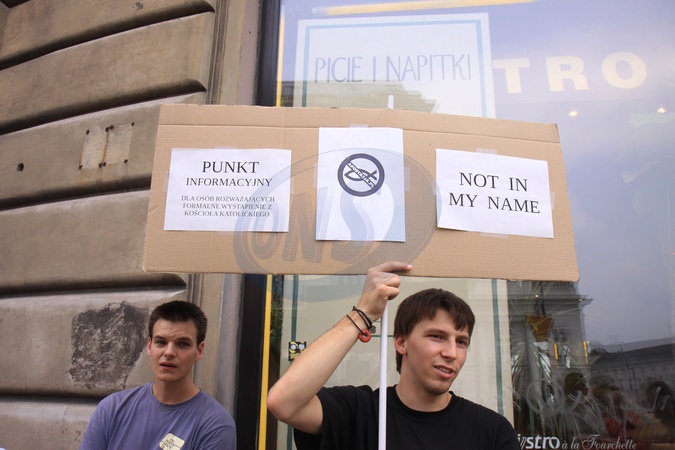 PICIE I NAPITKI
TRO
PUNKT
INFORMACYJNY
DLA OSÓB ROZWAŻAJĄCYCH
FORMALNE WYSTĄPIENIE Z
KOŚCIOŁA KATOLICKIEGO
NOT IN
MY NAME
ONS
stro à la Fourchette